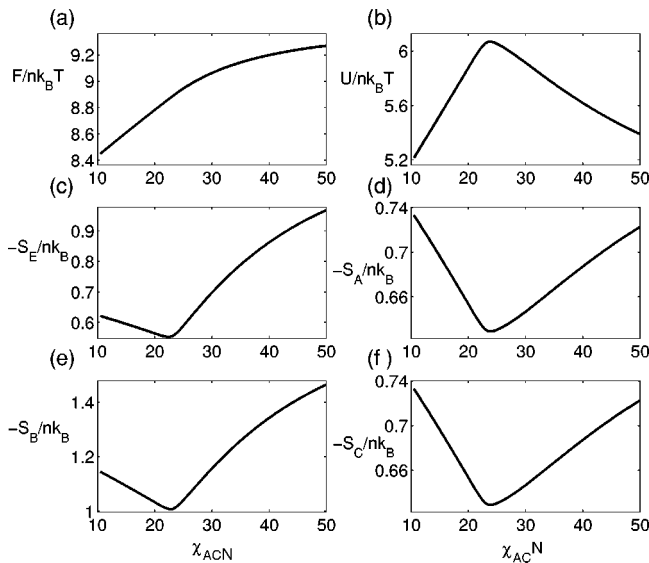 (a)
F/nk_BT
9.2
9
8.8
8.6
8.4
10 20 30 40 50
(b)
U/nk_BT
6
5.6
5.2
10 20 30 40 50
(c)
−S_E/nk_B
0.9
0.8
0.7
0.6
10 20 30 40 50
(d)
−S_A/nk_B
0.74
0.7
0.66
10 20 30 40 50
(e)
−S_B/nk_B
1.4
1.2
1
10 20 30 40 50
χ_ACN
(f)
−S_C/nk_B
0.74
0.7
0.66
10 20 30 40 50
χ_AC N